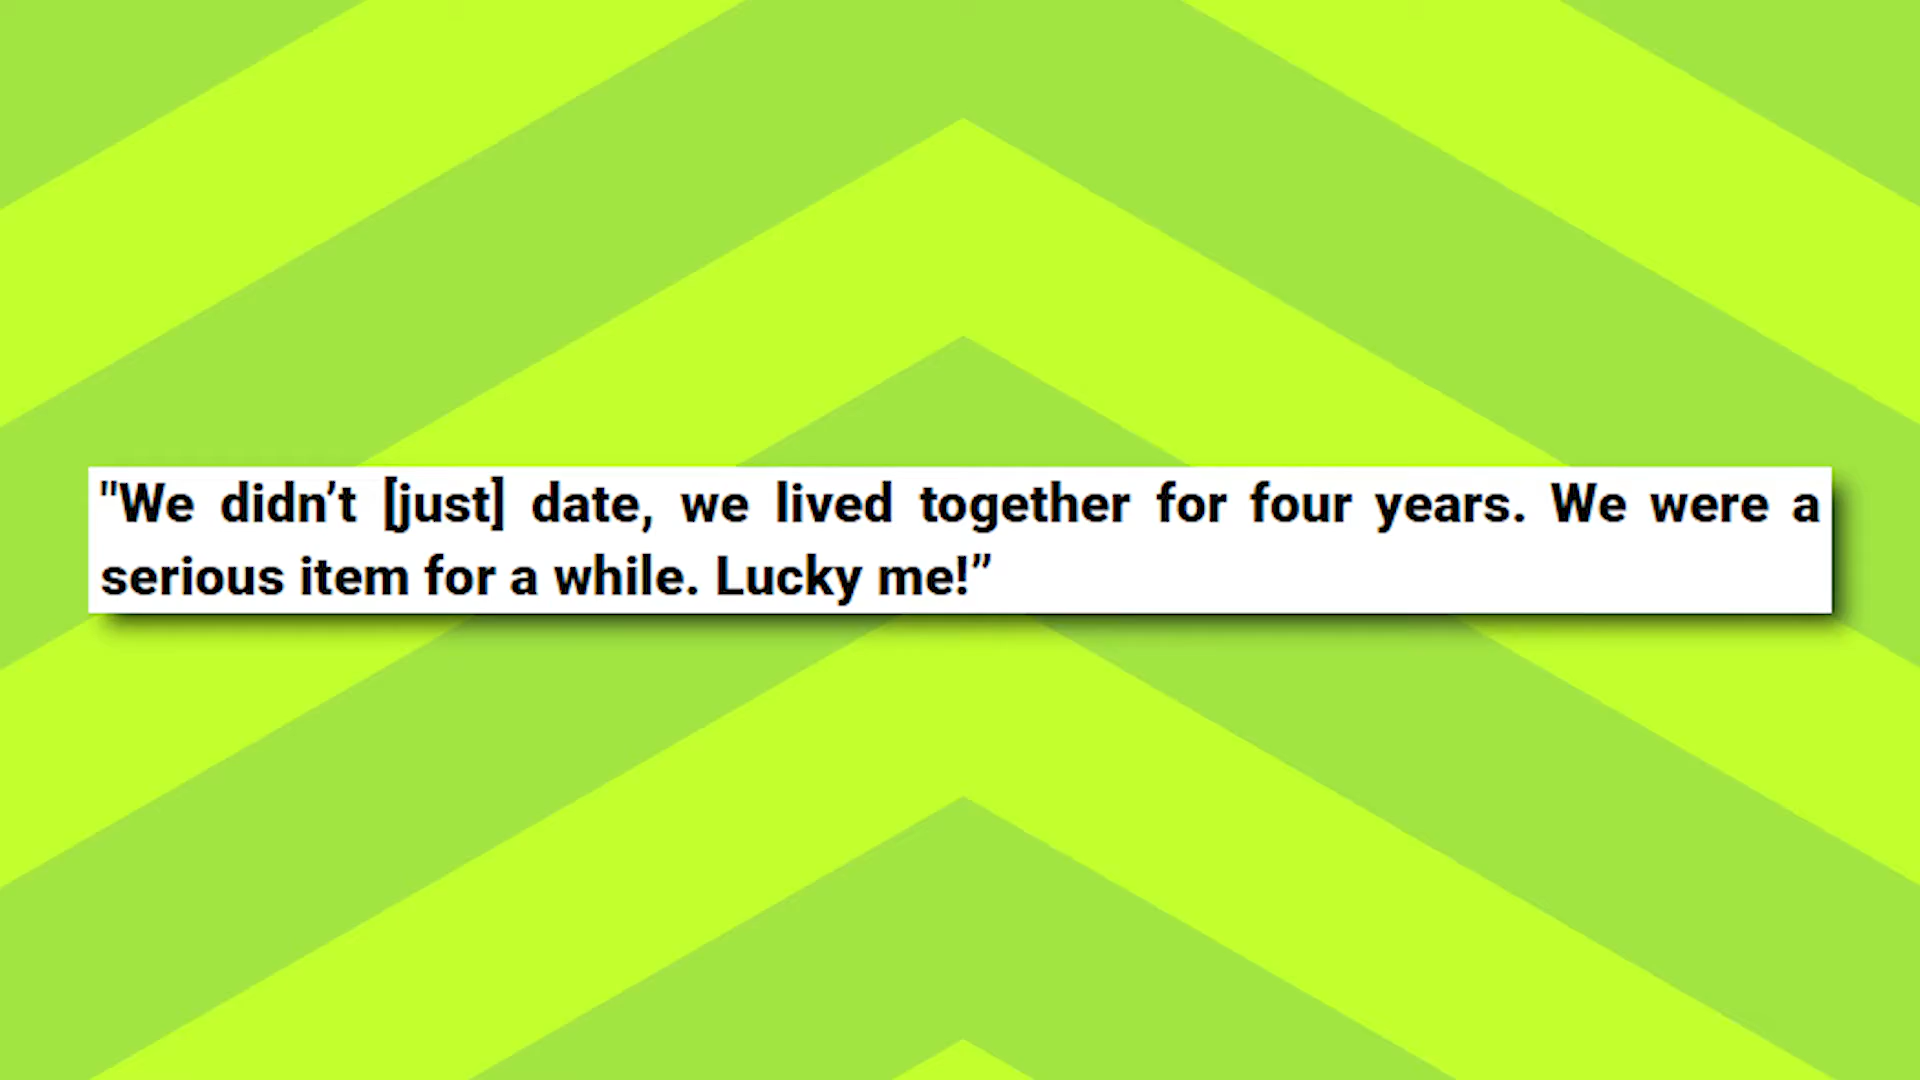 "We didn’t [just] date, we lived together for four years. We were a
serious item for a while. Lucky me!”